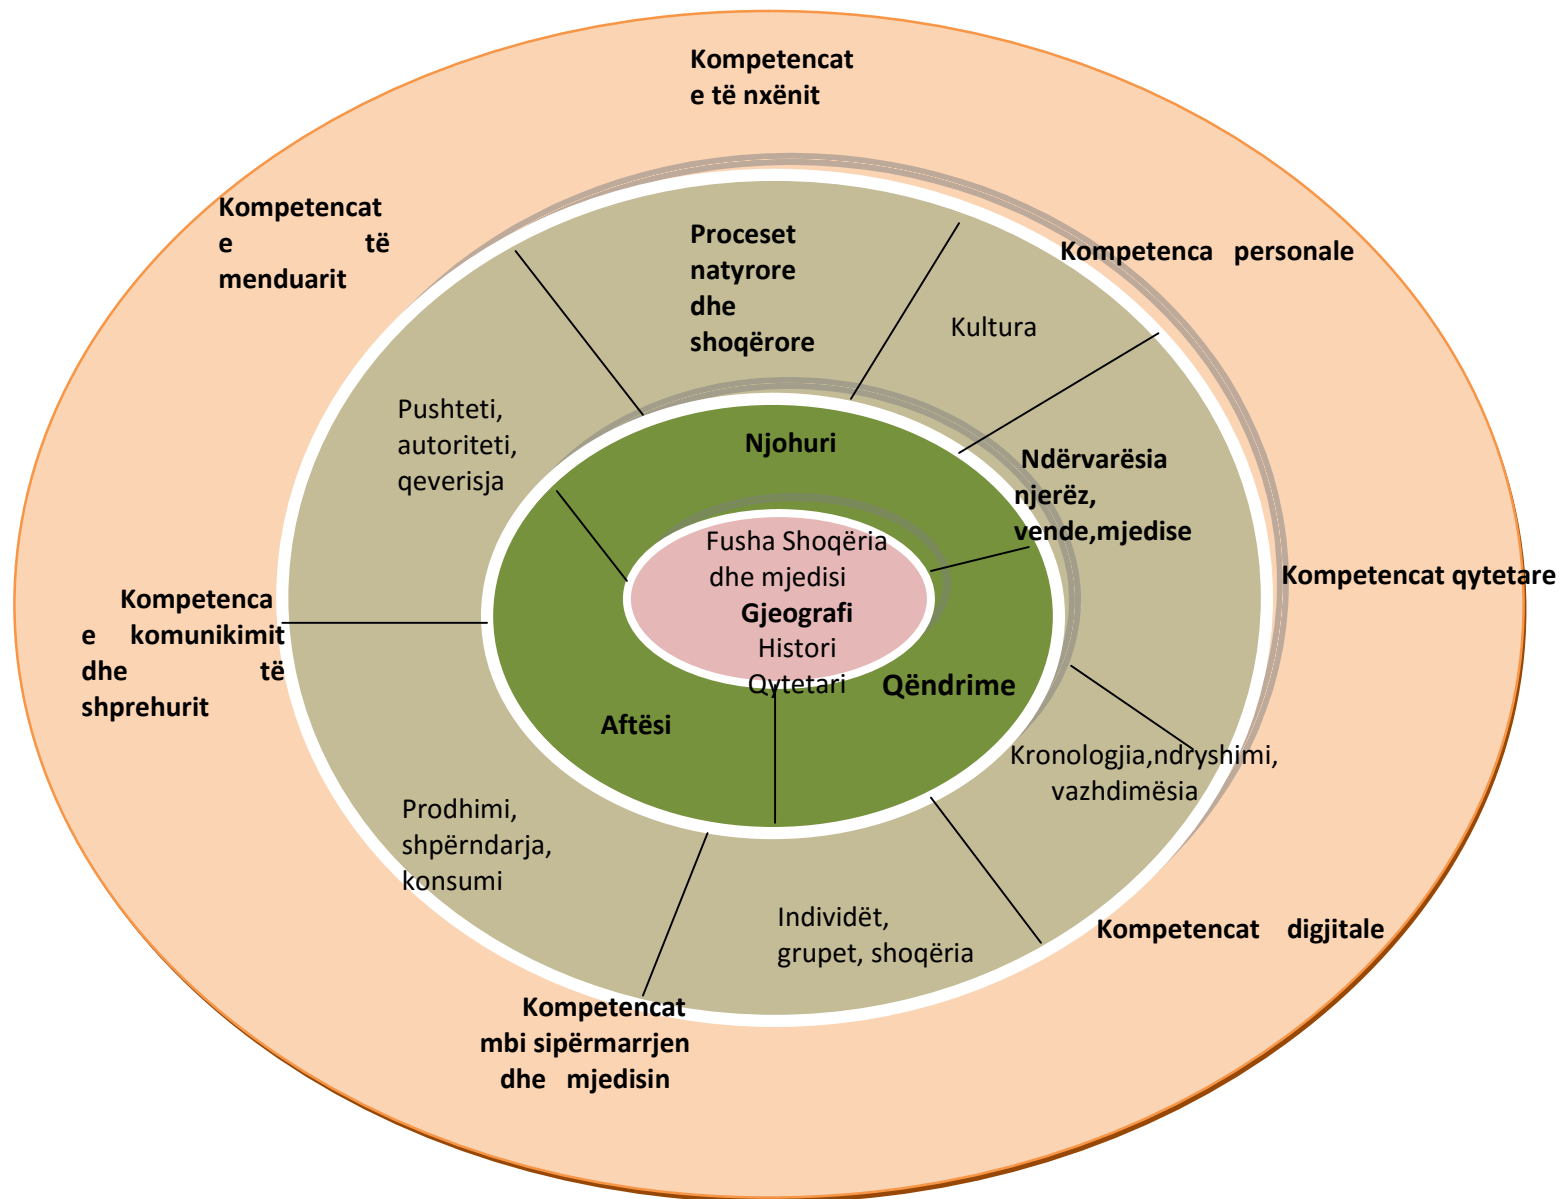 Kompetencat
e të nxënit
Kompetencat
e të
menduarit
Proceset
natyrore
dhe
shoqërore
Kompetenca personale
Kultura
Pushteti,
autoriteti,
qeverisja
Njohuri
Ndërvarësia
njerëz,
vende,mjedise
Fusha Shoqëria
dhe mjedisi
Gjeografi
Histori
Qytetari
Kompetencat qytetare
Kompetenca
e komunikimit
dhe të
shprehurit
Qëndrime
Aftësi
Kronologjia,ndryshimi,
vazhdimësia
Prodhimi,
shpërndarja,
konsumi
Individët,
grupet, shoqëria
Kompetencat digjitale
Kompetencat
mbi sipërmarrjen
dhe mjedisin